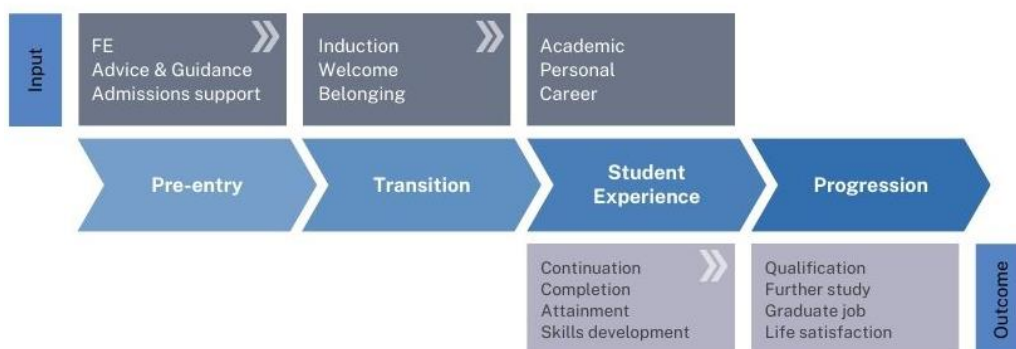 Input
FE
Advice & Guidance
Admissions support
Induction
Welcome
Belonging
Academic
Personal
Career
Pre-entry
Transition
Student
Experience
Progression
Continuation
Completion
Attainment
Skills development
Qualification
Further study
Graduate job
Life satisfaction
Outcome